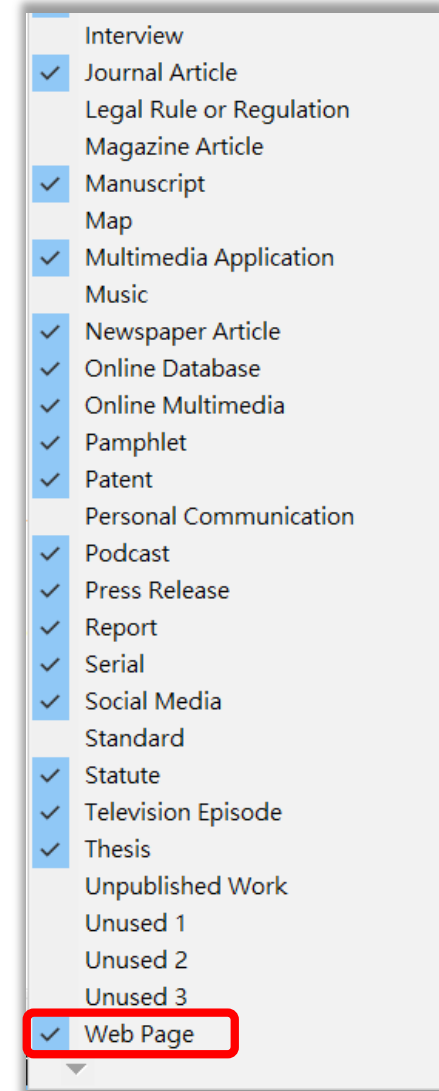 Interview
Journal Article
Legal Rule or Regulation
Magazine Article
Manuscript
Map
Multimedia Application
Music
Newspaper Article
Online Database
Online Multimedia
Pamphlet
Patent
Personal Communication
Podcast
Press Release
Report
Serial
Social Media
Standard
Statute
Television Episode
Thesis
Unpublished Work
Unused 1
Unused 2
Unused 3
Web Page